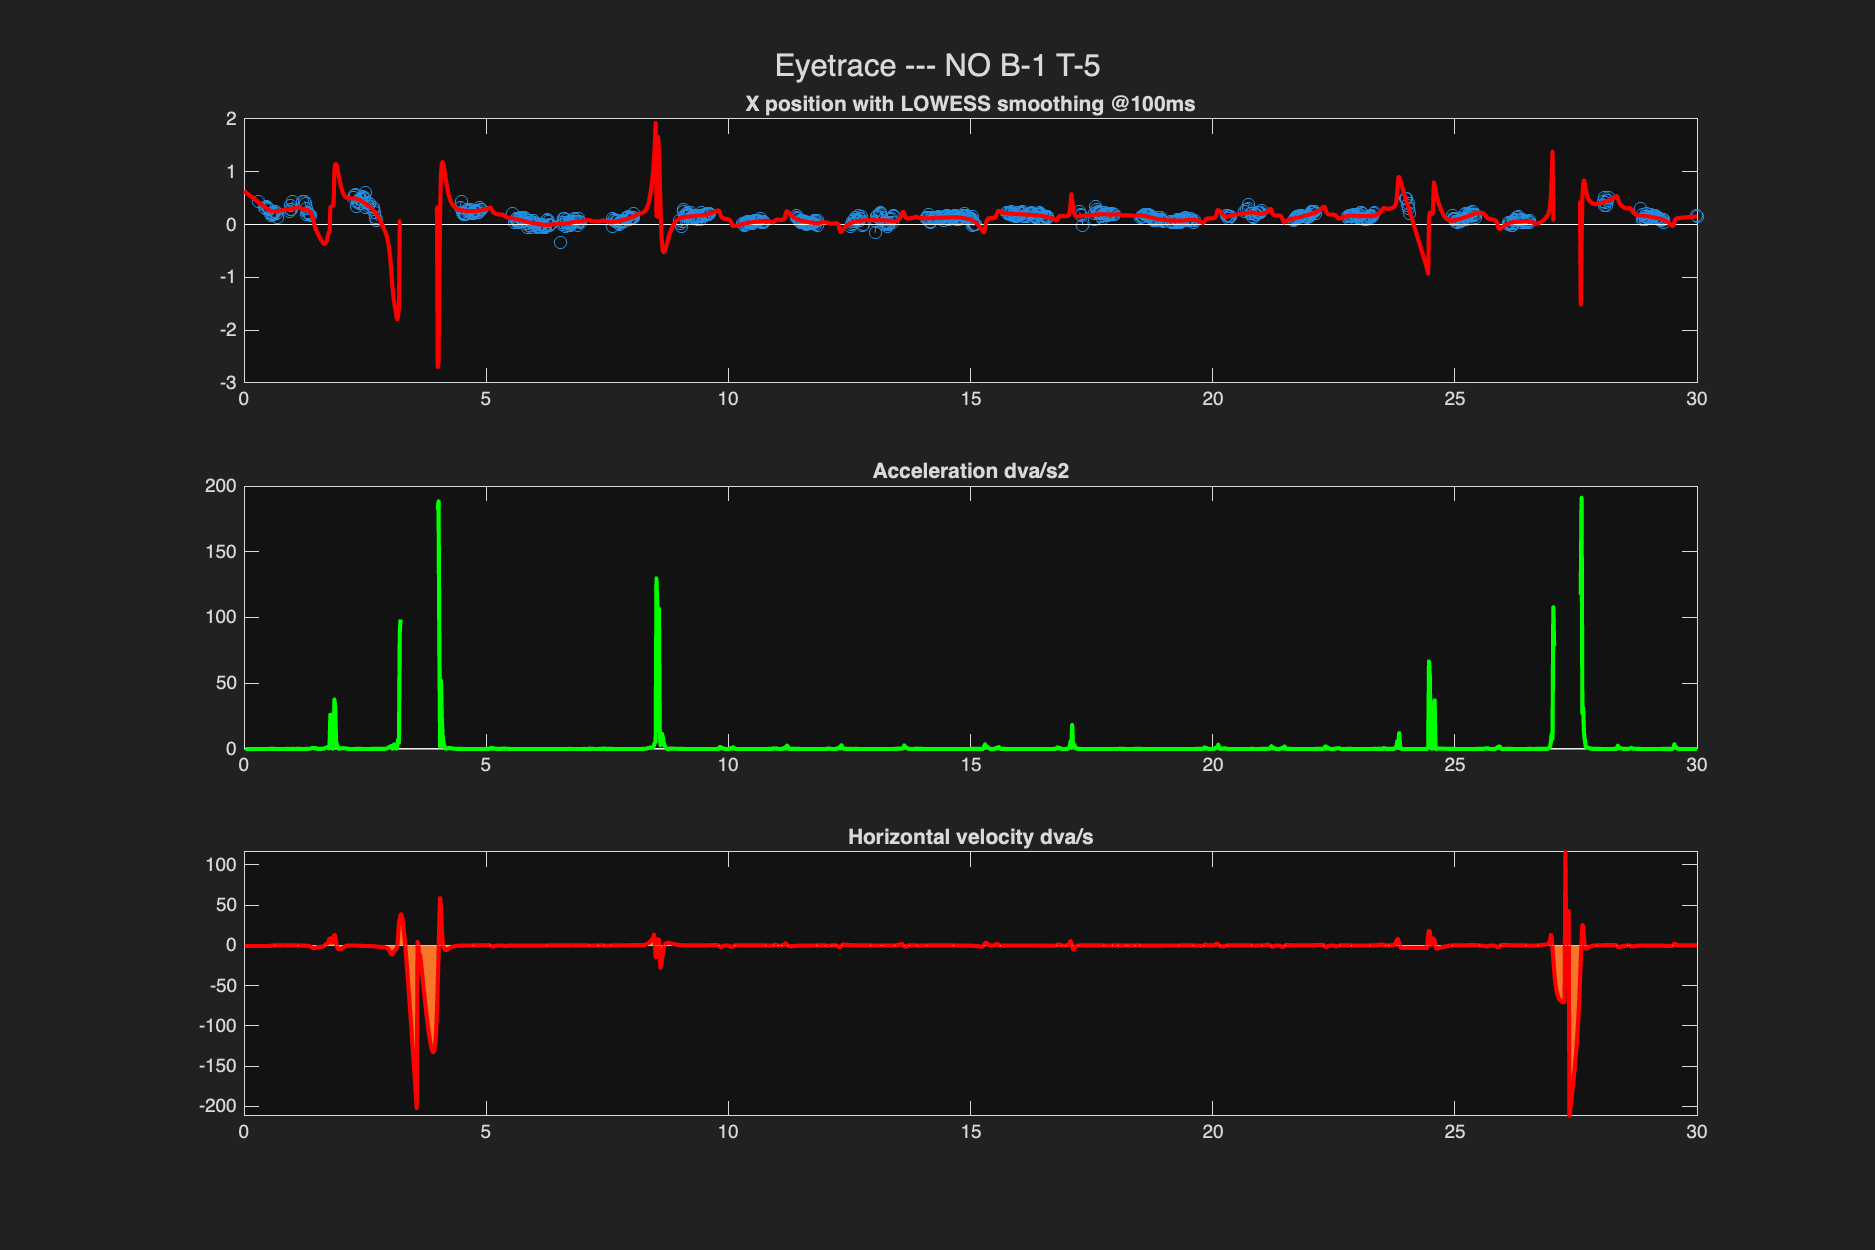 Eyetrace --- NO B-1 T-5
X position with LOWESS smoothing @100ms
2
1
0
-1
-2
-3
0 5 10 15 20 25 30
Acceleration dva/s2
200
150
100
50
0
0 5 10 15 20 25 30
Horizontal velocity dva/s
100
50
0
-50
-100
-150
-200
0 5 10 15 20 25 30